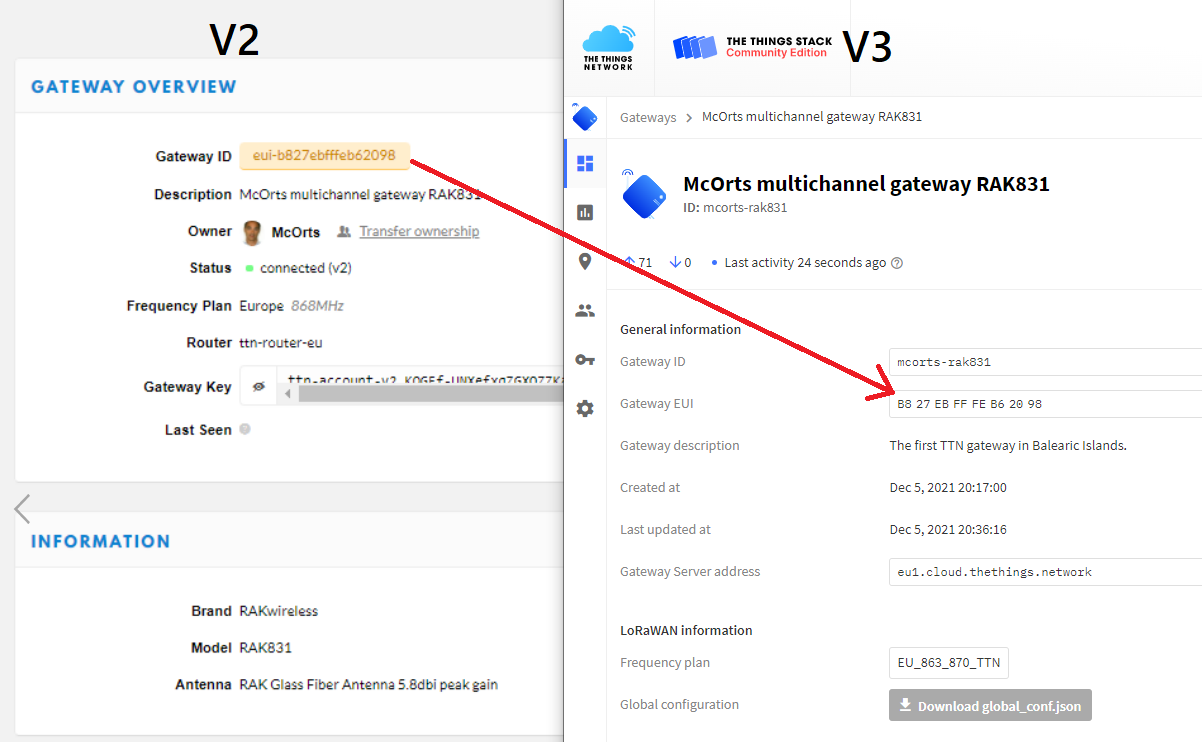 V2
GATEWAY OVERVIEW
Gateway ID eui-b827ebfffeb62098
Description McOrts multichannel gateway RAK831
Owner McOrts Transfer ownership
Status connected (v2)
Frequency Plan Europe 868MHz
Router ttn-router-eu
Gateway Key
Last Seen
INFORMATION
Brand RAKwireless
Model RAK831
Antenna RAK Glass Fiber Antenna 5.8dbi peak gain
THE THINGS
NETWORK
THE THINGS STACK
Community Edition
V3
Gateways > McOrts multichannel gateway RAK831
McOrts multichannel gateway RAK831
ID: mcorts-rak831
71 0 • Last activity 24 seconds ago
General information
Gateway ID mcorts-rak831
Gateway EUI B8 27 EB FF FE B6 20 98
Gateway description The first TTN gateway in Balearic Islands.
Created at Dec 5, 2021 20:17:00
Last updated at Dec 5, 2021 20:36:16
Gateway Server address eu1.cloud.thethings.network
LoRaWAN information
Frequency plan EU_863_870_TTN
Global configuration Download global_conf.json